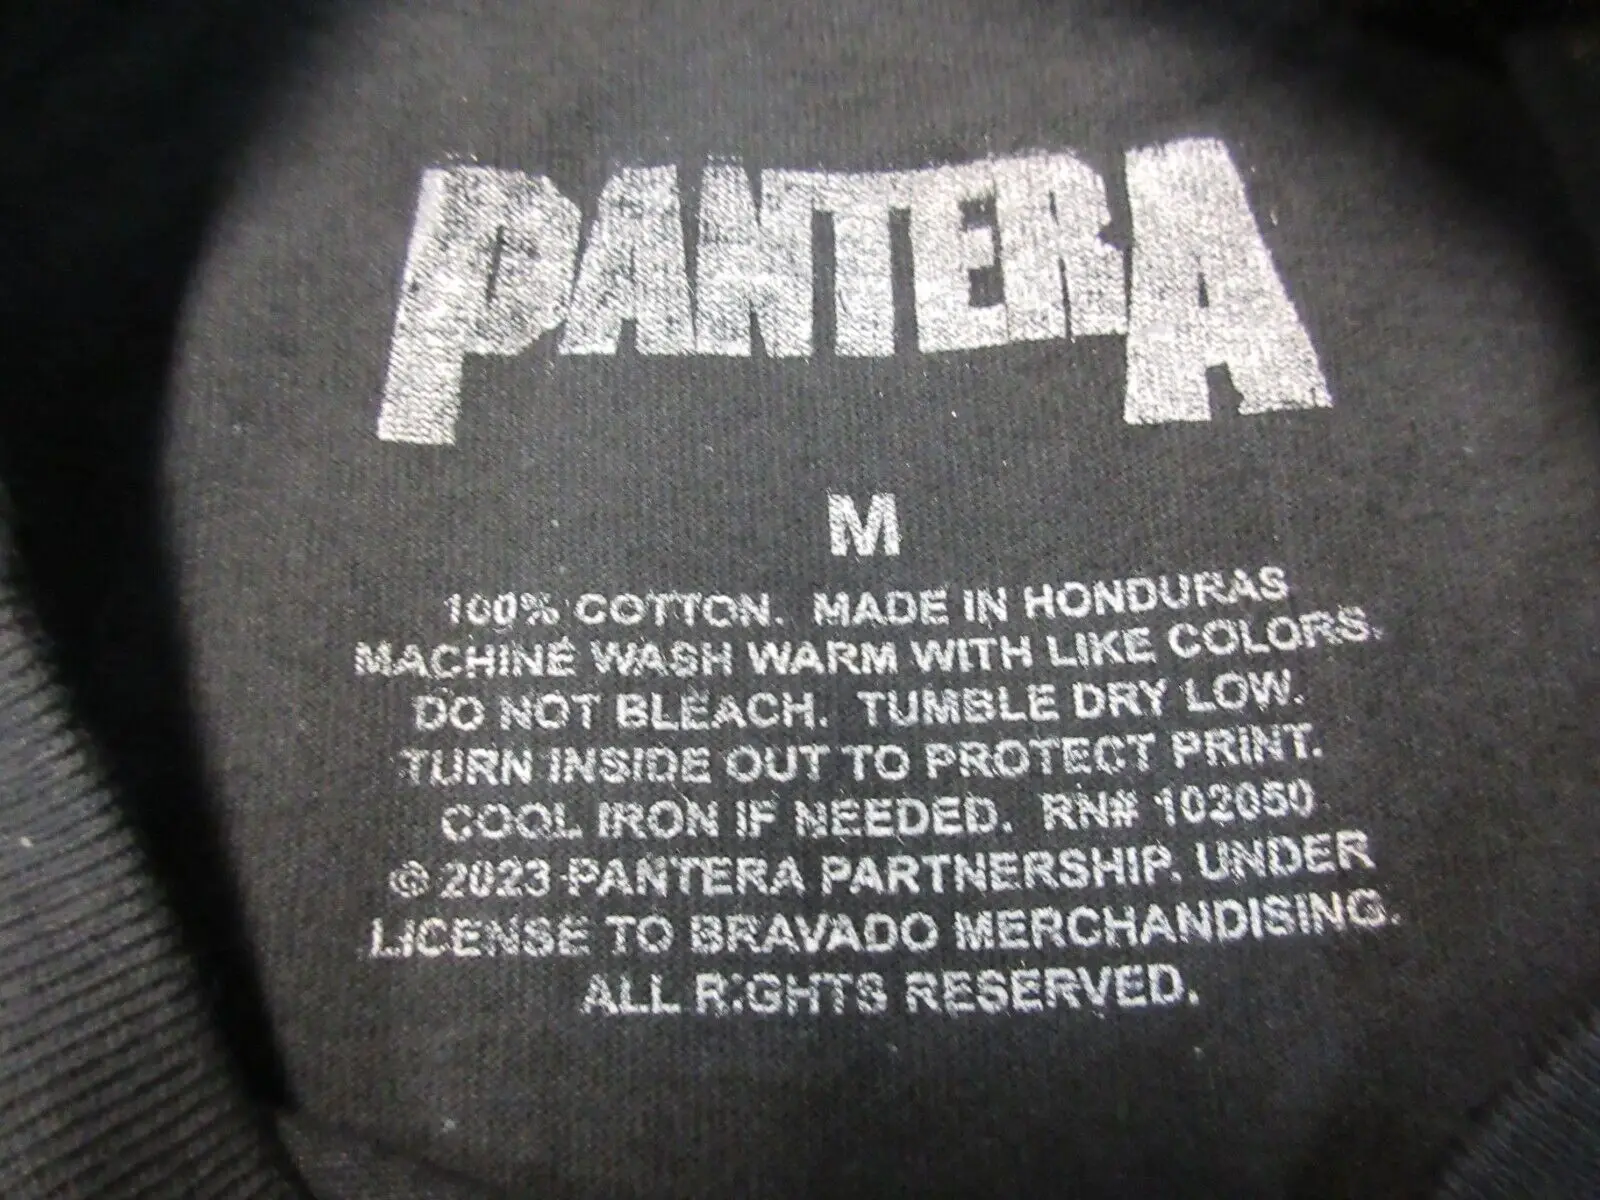 PANTERA
M
100% COTTON. MADE IN HONDURAS
MACHINE WASH WARM WITH LIKE COLORS.
DO NOT BLEACH. TUMBLE DRY LOW.
TURN INSIDE OUT TO PROTECT PRINT.
COOL IRON IF NEEDED. RN# 102050
© 2023 PANTERA PARTNERSHIP. UNDER
LICENSE TO BRAVADO MERCHANDISING.
ALL RIGHTS RESERVED.